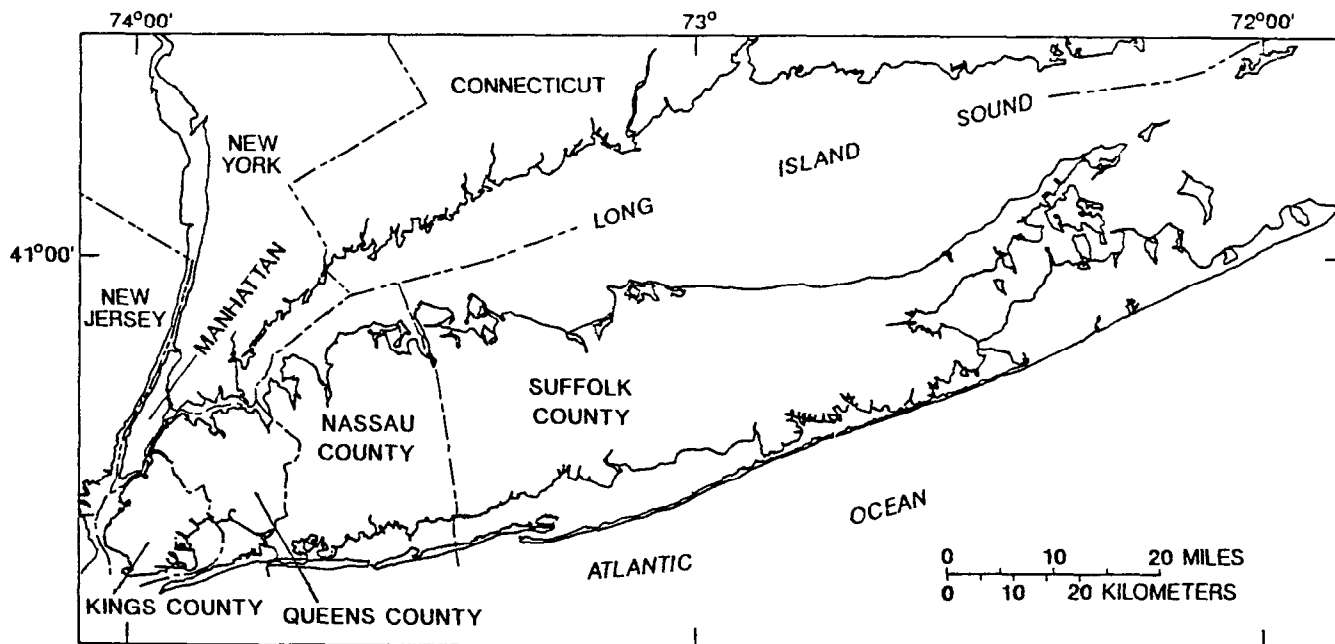 74°00'
73°
72°00'
CONNECTICUT
SOUND
NEW
YORK
ISLAND
LONG
41°00'
MANHATTAN
NEW
JERSEY
SUFFOLK
COUNTY
NASSAU
COUNTY
OCEAN
ATLANTIC
0 10 20 MILES
0 10 20 KILOMETERS
KINGS COUNTY
QUEENS COUNTY